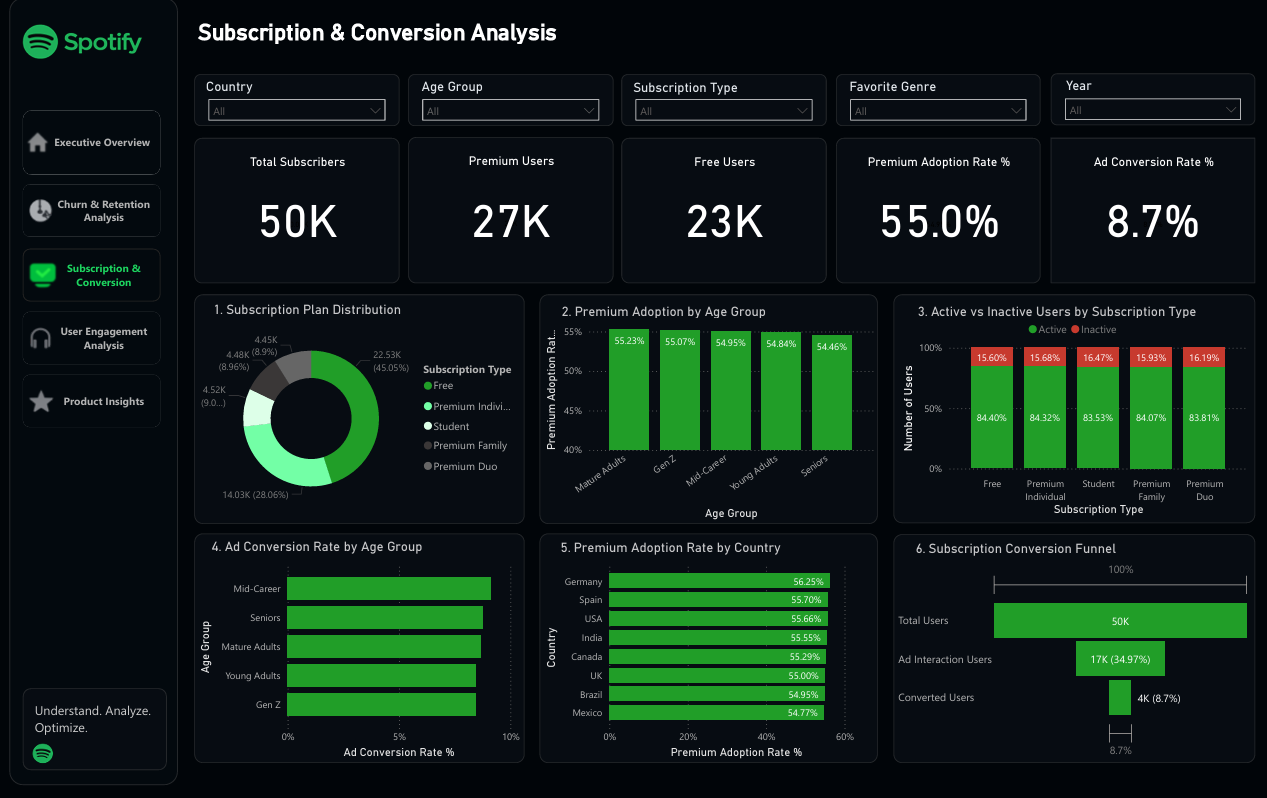 Spotify
Subscription & Conversion Analysis
Country
All
Age Group
All
Subscription Type
All
Favorite Genre
All
Year
All
Executive Overview
Churn & Retention
Analysis
Subscription &
Conversion
User Engagement
Analysis
Product Insights
Understand. Analyze.
Optimize.
Total Subscribers
50K
Premium Users
27K
Free Users
23K
Premium Adoption Rate %
55.0%
Ad Conversion Rate %
8.7%
1. Subscription Plan Distribution
4.45K
(8.9%)
4.48K
(8.96%)
4.52K
(9.0...)
22.53K
(45.05%)
14.03K (28.06%)
Subscription Type
Free
Premium Indivi...
Student
Premium Family
Premium Duo
2. Premium Adoption by Age Group
Premium Adoption Rat...
55%
50%
45%
40%
55.23%
55.07%
54.95%
54.84%
54.46%
Mature Adults
Gen Z
Mid-Career
Young Adults
Seniors
Age Group
3. Active vs Inactive Users by Subscription Type
Active
Inactive
Number of Users
100%
50%
0%
15.60%
15.68%
16.47%
15.93%
16.19%
84.40%
84.32%
83.53%
84.07%
83.81%
Free
Premium
Individual
Student
Premium
Family
Premium
Duo
Subscription Type
4. Ad Conversion Rate by Age Group
Age Group
Mid-Career
Seniors
Mature Adults
Young Adults
Gen Z
0%
5%
10%
Ad Conversion Rate %
5. Premium Adoption Rate by Country
Country
Germany
56.25%
Spain
55.70%
USA
55.66%
India
55.55%
Canada
55.29%
UK
55.00%
Brazil
54.95%
Mexico
54.77%
0%
20%
40%
60%
Premium Adoption Rate %
6. Subscription Conversion Funnel
100%
Total Users
50K
Ad Interaction Users
17K (34.97%)
Converted Users
4K (8.7%)
8.7%